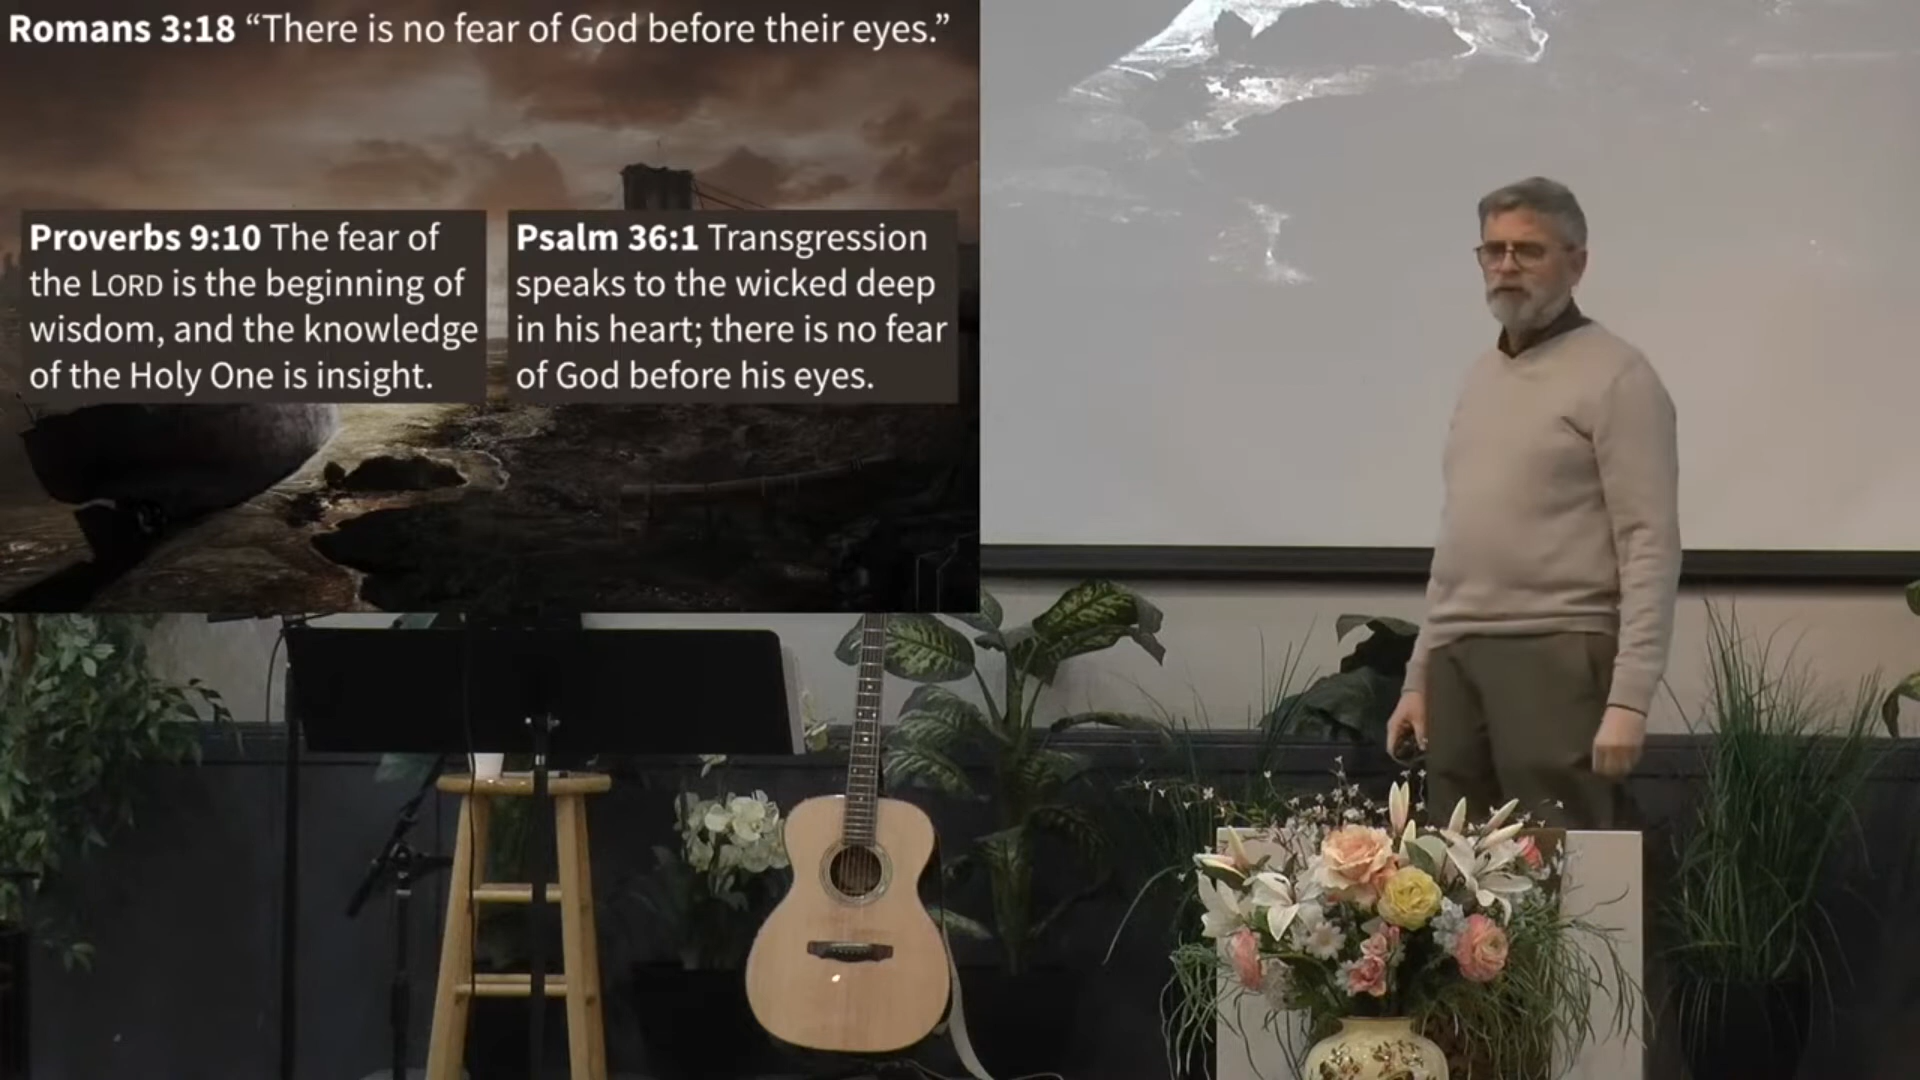 Romans 3:18 “There is no fear of God before their eyes.”
Proverbs 9:10 The fear of
the LORD is the beginning of
wisdom, and the knowledge
of the Holy One is insight.
Psalm 36:1 Transgression
speaks to the wicked deep
in his heart; there is no fear
of God before his eyes.